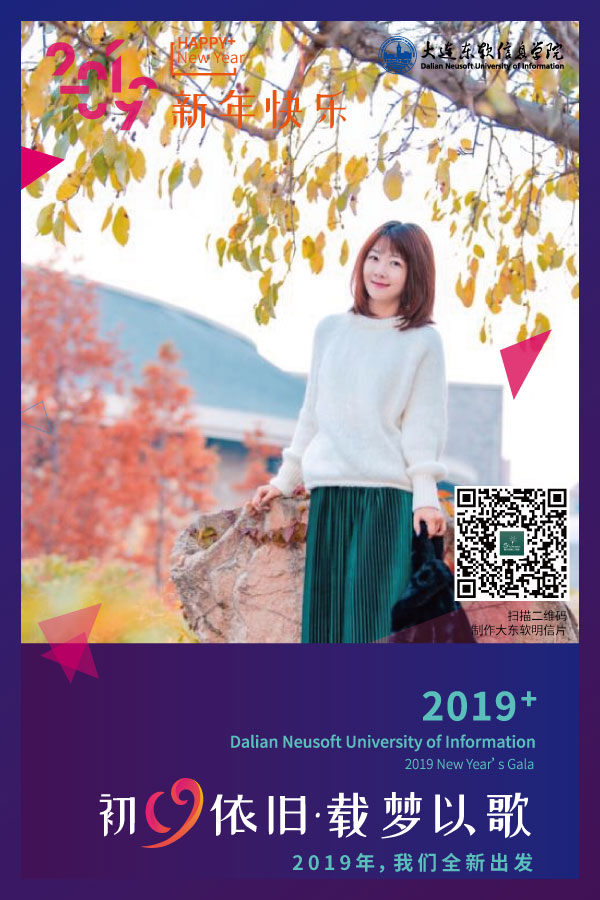 2019
HAPPY+
New Year
新年快乐
大连东软信息学院
Dalian Neusoft University of Information
扫描二维码
制作大东软明信片
2019+
Dalian Neusoft University of Information
2019 New Year's Gala
初心依旧·载梦以歌
2019年,我们全新出发